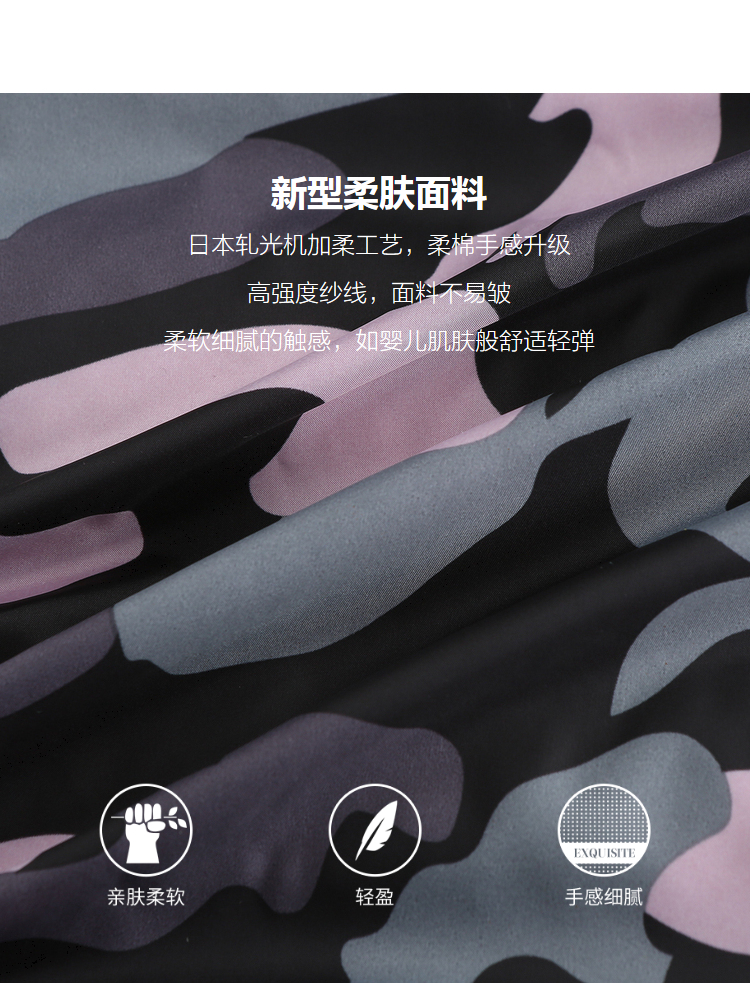 新型柔肤面料
日本轧光机加柔工艺，柔棉手感升级
高强度纱线，面料不易皱
柔软细腻的触感，如婴儿肌肤般舒适轻弹
EXQUISITE
亲肤柔软
轻盈
手感细腻